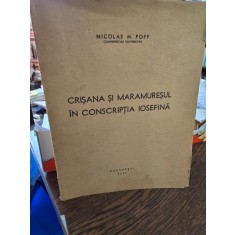 NICOLAE M. POPP
CRIȘANA ȘI MARAMUREȘUL
ÎN CONSCRIPȚIA IOSEFINĂ
BUCUREȘTI